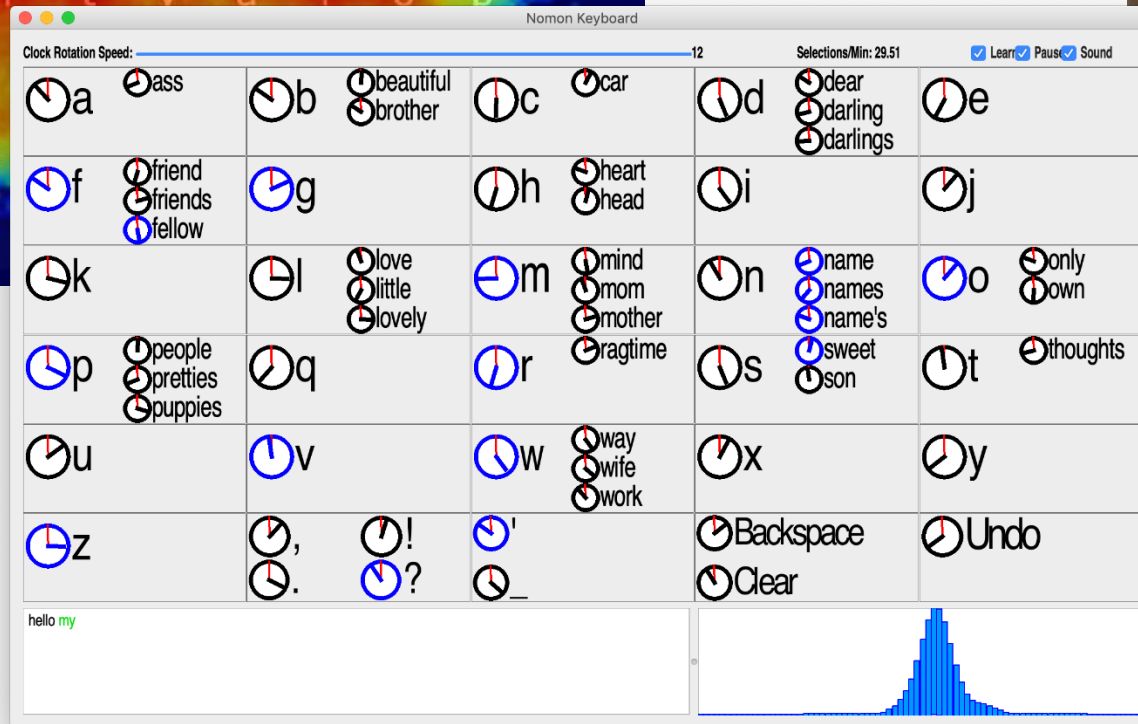 Nomon Keyboard
Clock Rotation Speed: 12 Selections/Min: 29.51 Learn Pause Sound
a ass b beautiful brother c car d dear darling darlings e
f friend friends fellow g h heart head i j
k l love little lovely m mind mom mother n name names name's o only own
p people pretties puppies q r ragtime s sweet son t thoughts
u v w way wife work x y
z , ! . ? ' _ Backspace Clear Undo
hello my